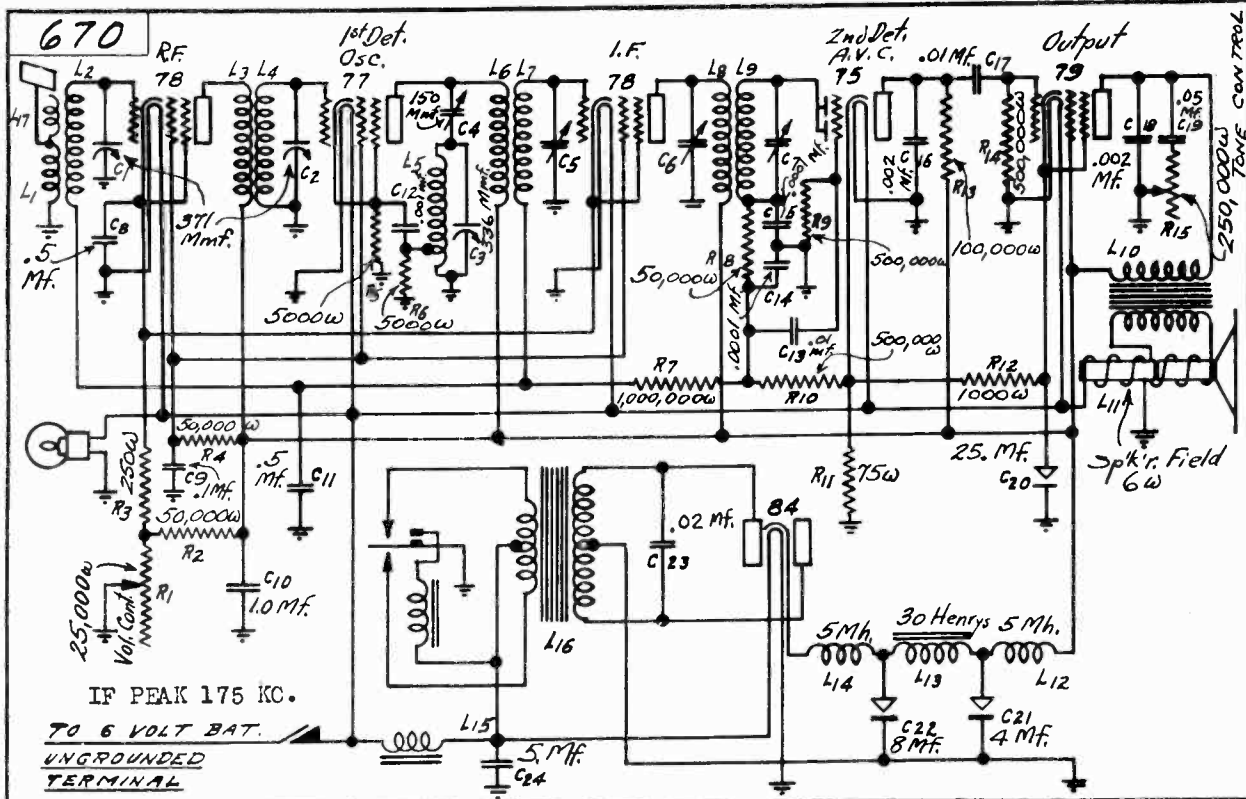 670
R.F.
78
1st Det.
Osc.
77
I.F.
78
2nd Det.
A.V.C.
75
.01 Mf.
C17
Output
79
TONE CONTROL
250,000ω
L2
L3
L4
L6
L7
L8
L9
L17
L1
C1
C2
150
Mmf.
C4
L5
C12
.001 Mf.
C3
336 Mmf.
C5
C6
C7
.0001 Mf.
C15
R9
500,000ω
.002
Mf.
C16
R13
100,000ω
R14
500,000ω
C18
.002
Mf.
.05
Mf.
C19
R15
L10
371
Mmf.
C8
.5
Mf.
R5
5000ω
R6
5000ω
R8
50,000ω
C14
.0001 Mf.
C13
.01
Mf.
500,000
ω
R7
1,000,000ω
R10
R12
1000ω
L11
Sp'k'r. Field
6ω
50,000 ω
R4
.5
Mf.
C11
C9
.1Mf.
250ω
R3
50,000ω
R2
25,000ω
Vol. Cont.
R1
C10
1.0 Mf.
R11
75ω
25. Mf.
C20
L16
C23
.02 Mf.
84
5 Mh.
L14
30 Henrys
L13
5 Mh.
L12
C22
8 Mf.
C21
4 Mf.
IF PEAK 175 KC.
TO 6 VOLT BAT.
UNGROUNDED
TERMINAL
L15
.5 Mf.
C24